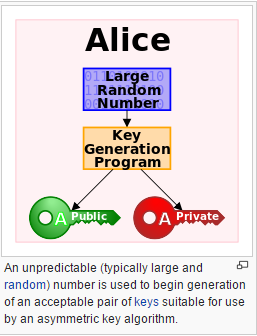 Alice
Large
Random
Number
Key
Generation
Program
A Public
A Private
An unpredictable (typically large and
random) number is used to begin generation
of an acceptable pair of keys suitable for use
by an asymmetric key algorithm.